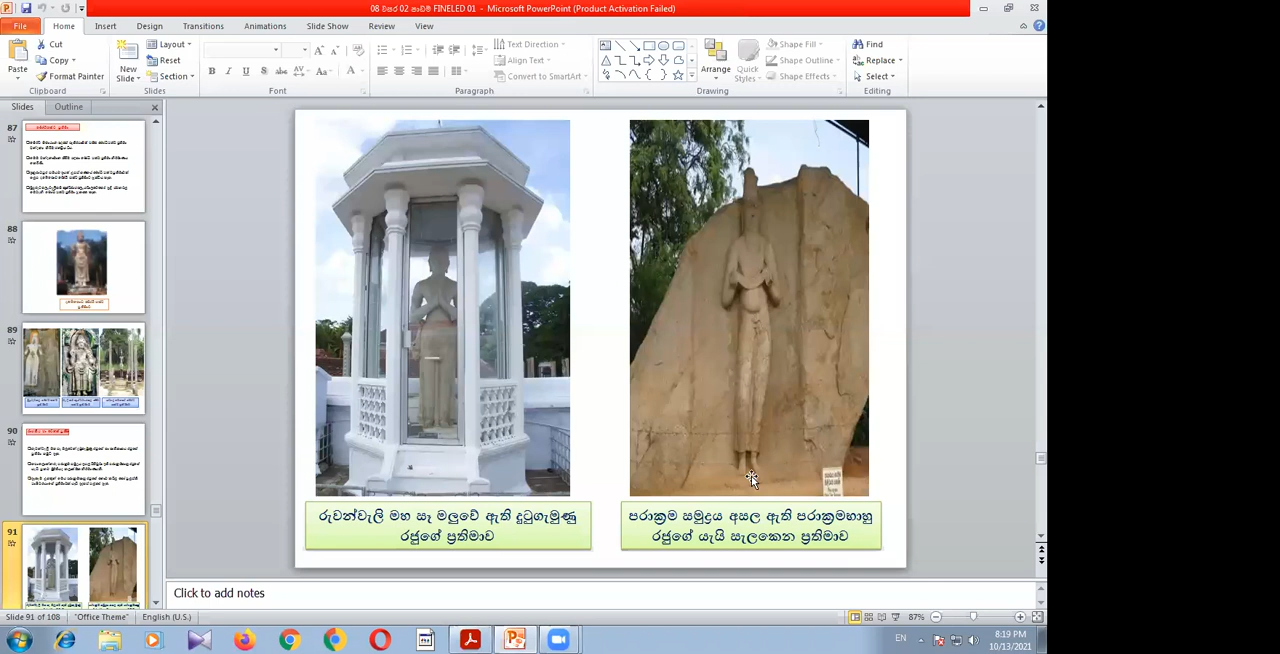 08 වසර 02 පාඩම FINELED 01 - Microsoft PowerPoint (Product Activation Failed)
File Home Insert Design Transitions Animations Slide Show Review View
Cut
Copy
Format Painter
Paste
Clipboard
New Slide
Layout
Reset
Section
Slides
Font
Paragraph
Text Direction
Align Text
Convert to SmartArt
Arrange
Quick Styles
Shape Fill
Shape Outline
Shape Effects
Drawing
Find
Replace
Select
Editing
Slides Outline
87
88
89
90
91
රුවන්වැලි මහ සෑ මලුවේ ඇති දුටුගැමුණු
රජුගේ ප්‍රතිමාව
පරාක්‍රම සමුද්‍රය අසල ඇති පරාක්‍රමභාහු
රජුගේ යැයි සැලකෙන ප්‍රතිමාව
Click to add notes
Slide 91 of 108 "Office Theme" English (U.S.) 87%
EN 8:19 PM
10/13/2021